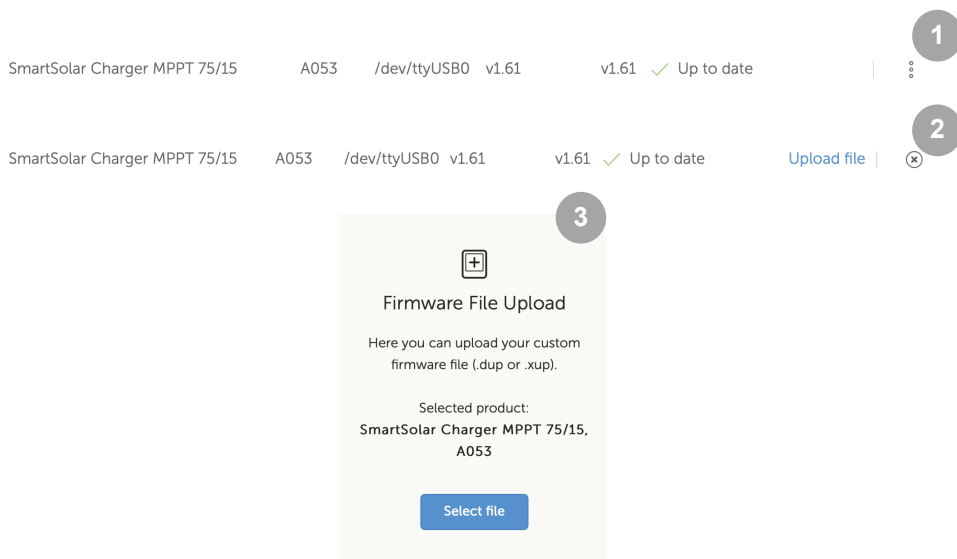 1
SmartSolar Charger MPPT 75/15 A053 /dev/ttyUSB0 v1.61 v1.61 Up to date
2
SmartSolar Charger MPPT 75/15 A053 /dev/ttyUSB0 v1.61 v1.61 Up to date Upload file
3
Firmware File Upload
Here you can upload your custom
firmware file (.dup or .xup).
Selected product:
SmartSolar Charger MPPT 75/15,
A053
Select file